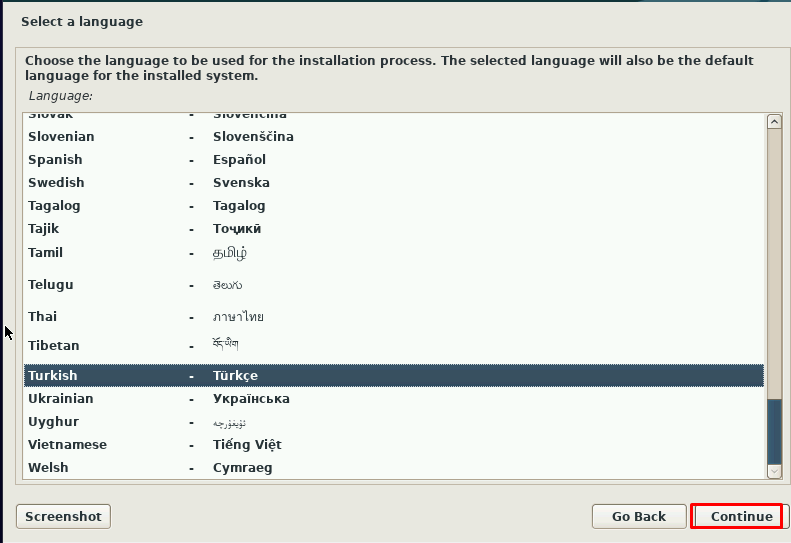 Select a language
Choose the language to be used for the installation process. The selected language will also be the default
language for the installed system.
Language:
Slovak - Slovenčina
Slovenian - Slovenščina
Spanish - Español
Swedish - Svenska
Tagalog - Tagalog
Tajik - Тоҷикӣ
Tamil - தமிழ்
Telugu - తెలుగు
Thai - ภาษาไทย
Tibetan - བོད་ཡིག
Turkish - Türkçe
Ukrainian - Українська
Uyghur - ئۇيغۇرچە
Vietnamese - Tiếng Việt
Welsh - Cymraeg
Screenshot Go Back Continue